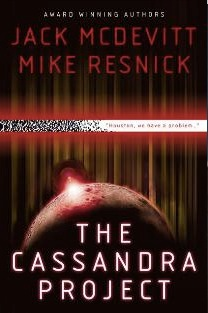 AWARD WINNING AUTHORS
JACK MCDEVITT
MIKE RESNICK
"Houston, we have a problem..."
THE
CASSANDRA
PROJECT